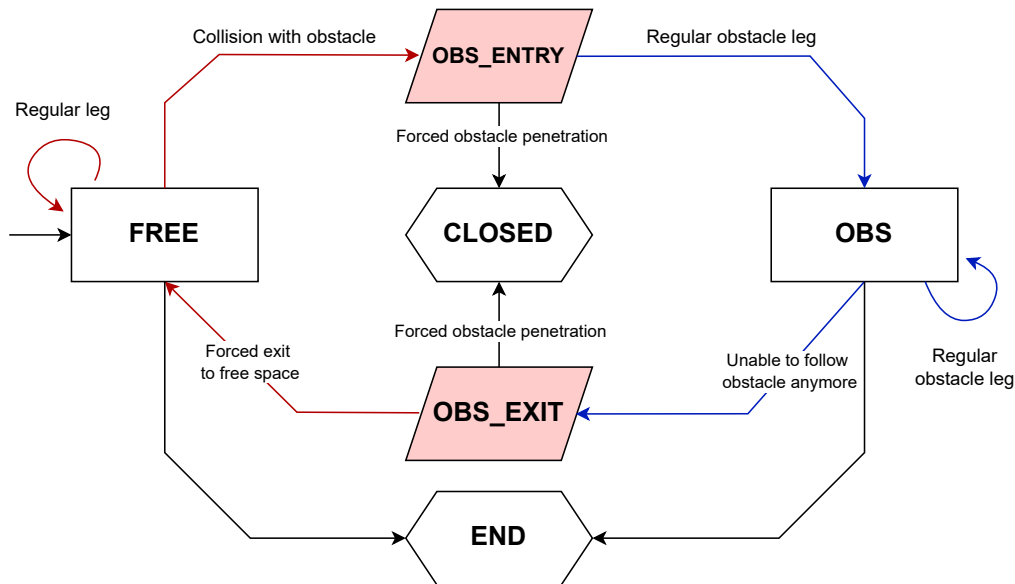 Collision with obstacle
OBS_ENTRY
Regular obstacle leg
Regular leg
Forced obstacle penetration
FREE
CLOSED
OBS
Forced obstacle penetration
Forced exit
to free space
Unable to follow
obstacle anymore
Regular
obstacle leg
OBS_EXIT
END